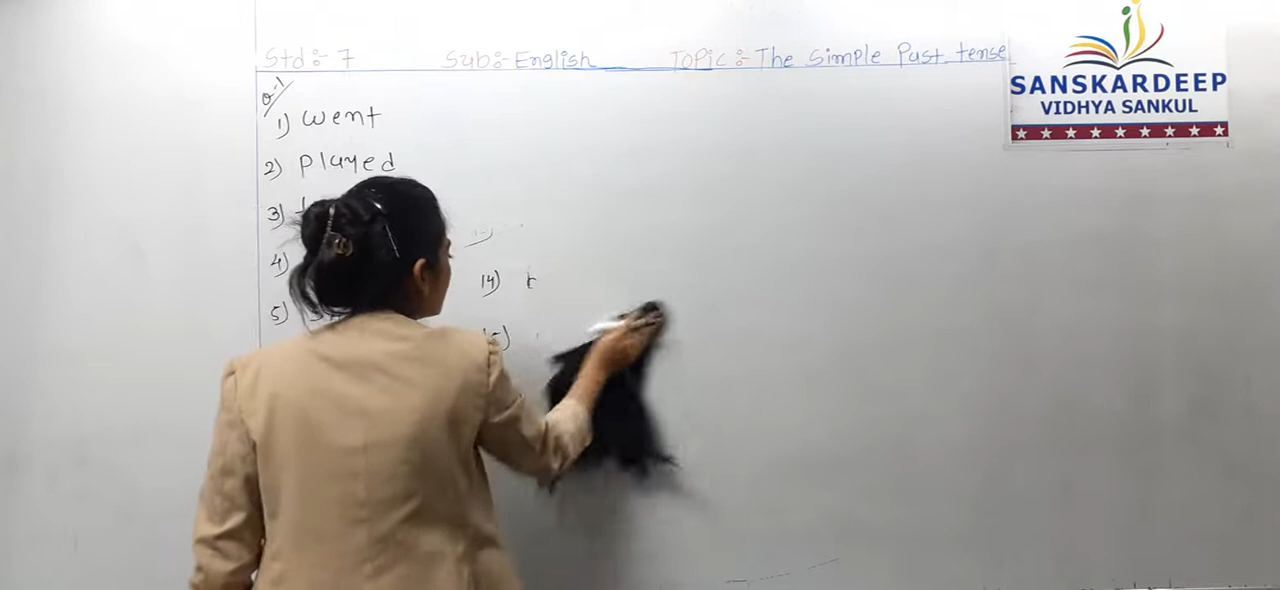 Std:- 7 Sub:- English Topic:- The Simple Past tense
SANSKARDEEP
VIDHYA SANKUL
Q-1
1) went
2) played
3)
4)
14)
5)